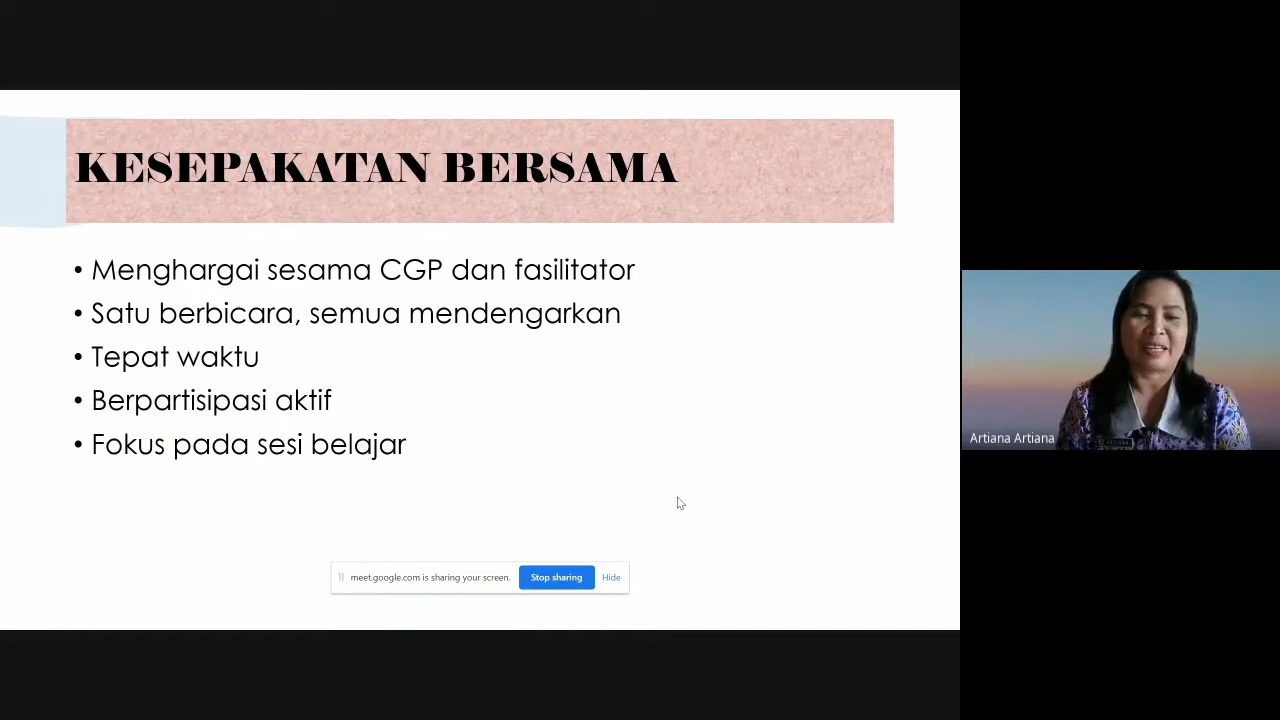 KESEPAKATAN BERSAMA
• Menghargai sesama CGP dan fasilitator
• Satu berbicara, semua mendengarkan
• Tepat waktu
• Berpartisipasi aktif
• Fokus pada sesi belajar
meet.google.com is sharing your screen.
Stop sharing
Hide
Artiana Artiana